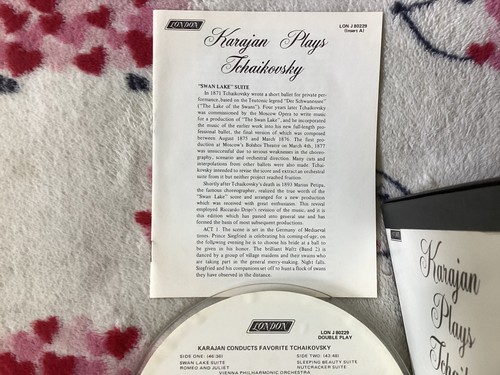 LONDON
LON J 80229
(Insert A)
Karajan Plays
Tchaikovsky
"SWAN LAKE" SUITE
In 1871 Tchaikovsky wrote a short ballet for private per-
formance, based on the Teutonic legend "Der Schwanensee"
("The Lake of the Swans"). Four years later Tchaikovsky
was commissioned by the Moscow Opera to write music
for a production of "The Swan Lake", and he incorporated
the music of the earlier work into his new full-length pro-
fessional ballet, the final version of which was composed
between August 1875 and March 1876. The first pro-
duction at Moscow's Bolshoi Theatre on March 4th, 1877
was unsuccessful due to serious weaknesses in the choreo-
graphy, scenario and orchestral direction. Many cuts and
interpolations from other ballets were also made. Tchai-
kovsky intended to revise the score and extract an orchestral
suite from it but neither project reached fruition.
Shortly after Tchaikovsky's death in 1893 Marius Petipa,
the famous choreographer, realized the true worth of the
"Swan Lake" score and arranged for a new production
which was received with great enthusiasm. This revival
employed Riccardo Drigo's revision of the music, and it is
this edition which has passed into general use and has
formed the basis of most subsequent productions.
ACT 1. The scene is set in the Germany of Mediaeval
times. Prince Siegfried is celebrating his coming-of-age; on
the following evening he is to choose his bride at a ball to
be given in his honor. The brilliant Waltz (Band 2) is
danced by a group of village maidens and their swains who
are taking part in the general merry-making. Night falls.
Siegfried and his companions set off to hunt a flock of swans
they have observed in the distance.
LONDON
LON J 80229
DOUBLE PLAY
KARAJAN CONDUCTS FAVORITE TCHAIKOVSKY
SIDE ONE: (46-36)
SWAN LAKE SUITE
ROMEO AND JULIET
SIDE TWO: (43-48)
SLEEPING BEAUTY SUITE
NUTCRACKER SUITE
VIENNA PHILHARMONIC ORCHESTRA
LONDON
Karajan
Plays